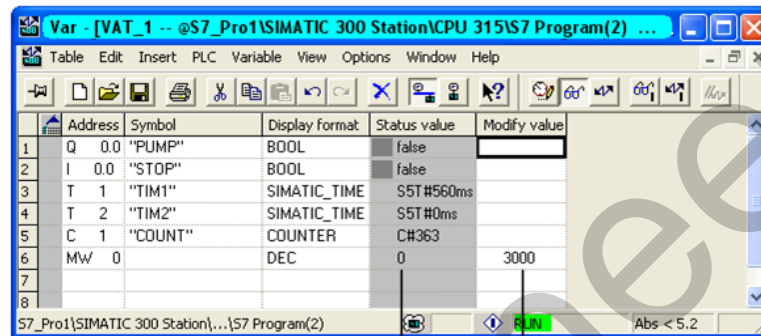 Var - [VAT_1 -- @S7_Pro1\SIMATIC 300 Station\CPU 315\S7 Program(2) ...
Table Edit Insert PLC Variable View Options Window Help
Address Symbol Display format Status value Modify value
1 Q 0.0 "PUMP" BOOL false
2 I 0.0 "STOP" BOOL false
3 T 1 "TIM1" SIMATIC_TIME S5T#560ms
4 T 2 "TIM2" SIMATIC_TIME S5T#0ms
5 C 1 "COUNT" COUNTER C#363
6 MW 0 DEC 0 3000
7
8
S7_Pro1\SIMATIC 300 Station\...\S7 Program(2) RUN Abs < 5.2